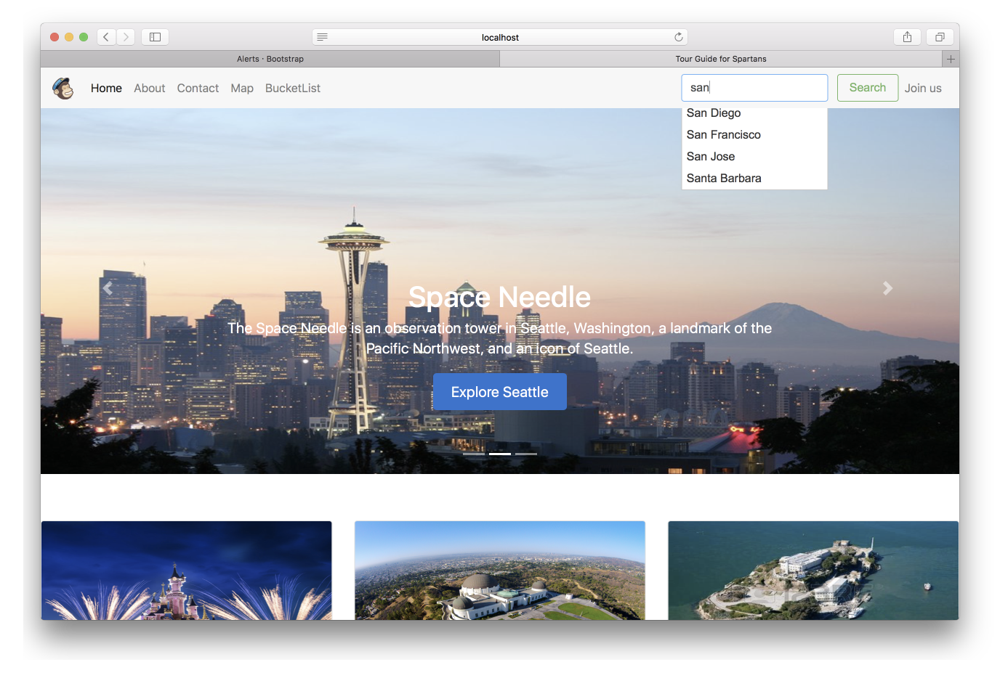 localhost
Alerts · Bootstrap
Tour Guide for Spartans
Home About Contact Map BucketList
san
Search
Join us
San Diego
San Francisco
San Jose
Santa Barbara
Space Needle
The Space Needle is an observation tower in Seattle, Washington, a landmark of the
Pacific Northwest, and an icon of Seattle.
Explore Seattle